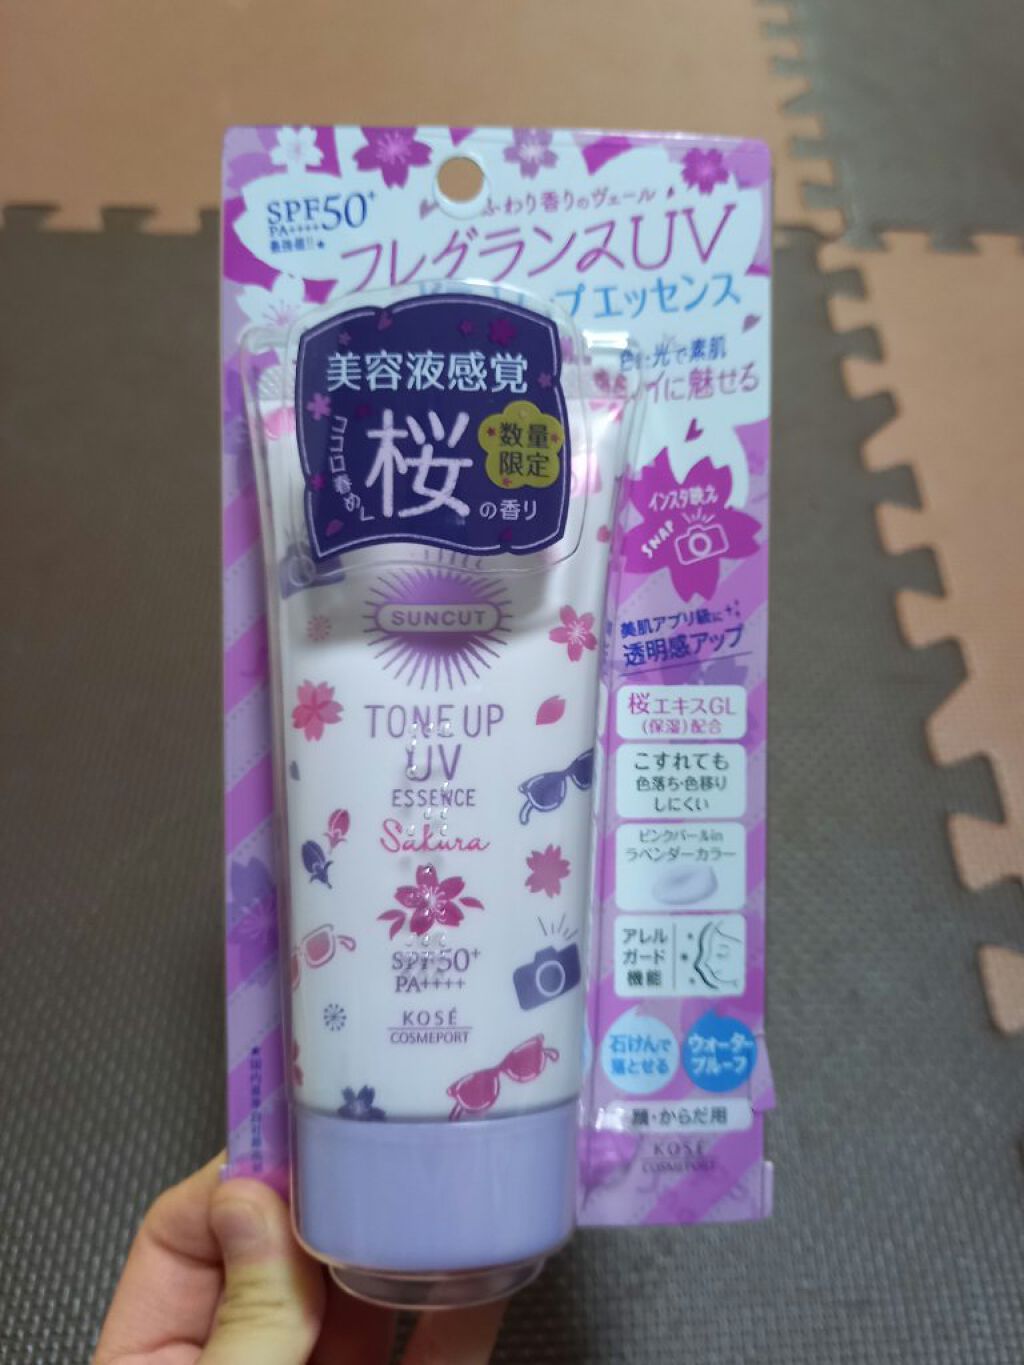 SPF50+
PA++++
ふわり香りのヴェール
フレグランスUV
プエッセンス
光で素肌
イに魅せる
美容液感覚
ココロ春めく
桜
の香り
数量
限定
インスタ映え
SNAP
美肌アプリ級に
透明感アップ
桜エキスGL
(保湿)配合
こすれても
色落ち・色移り
しにくい
ピンクパールin
ラベンダーカラー
アレル
ガード
機能
石けんで
落とせる
ウォーター
プルーフ
顔・からだ用
KOSÉ
COSMEPORT
SUNCUT
TONE UP
UV
ESSENCE
Sakura
SPF50+
PA++++
KOSÉ
COSMEPORT